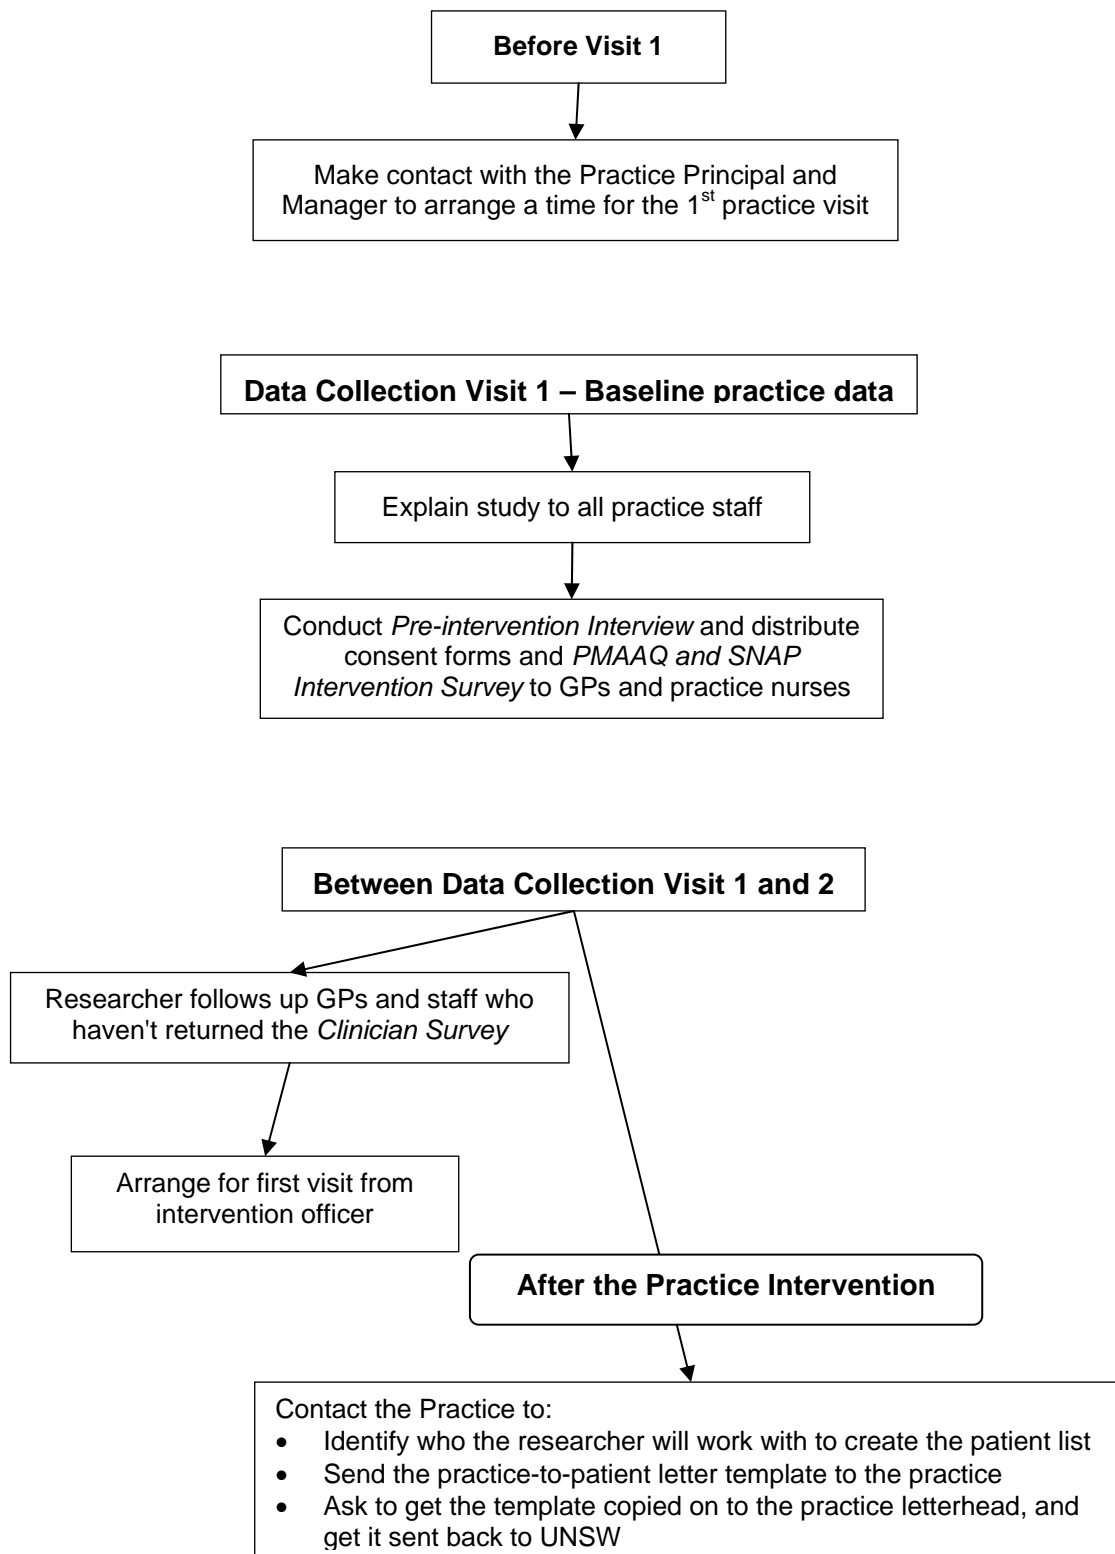 Before Visit 1
Make contact with the Practice Principal and
Manager to arrange a time for the 1st practice visit
Data Collection Visit 1 – Baseline practice data
Explain study to all practice staff
Conduct Pre-intervention Interview and distribute
consent forms and PMAAQ and SNAP
Intervention Survey to GPs and practice nurses
Between Data Collection Visit 1 and 2
Researcher follows up GPs and staff who
haven't returned the Clinician Survey
Arrange for first visit from
intervention officer
After the Practice Intervention
Contact the Practice to:
• Identify who the researcher will work with to create the patient list
• Send the practice-to-patient letter template to the practice
• Ask to get the template copied on to the practice letterhead, and
get it sent back to UNSW